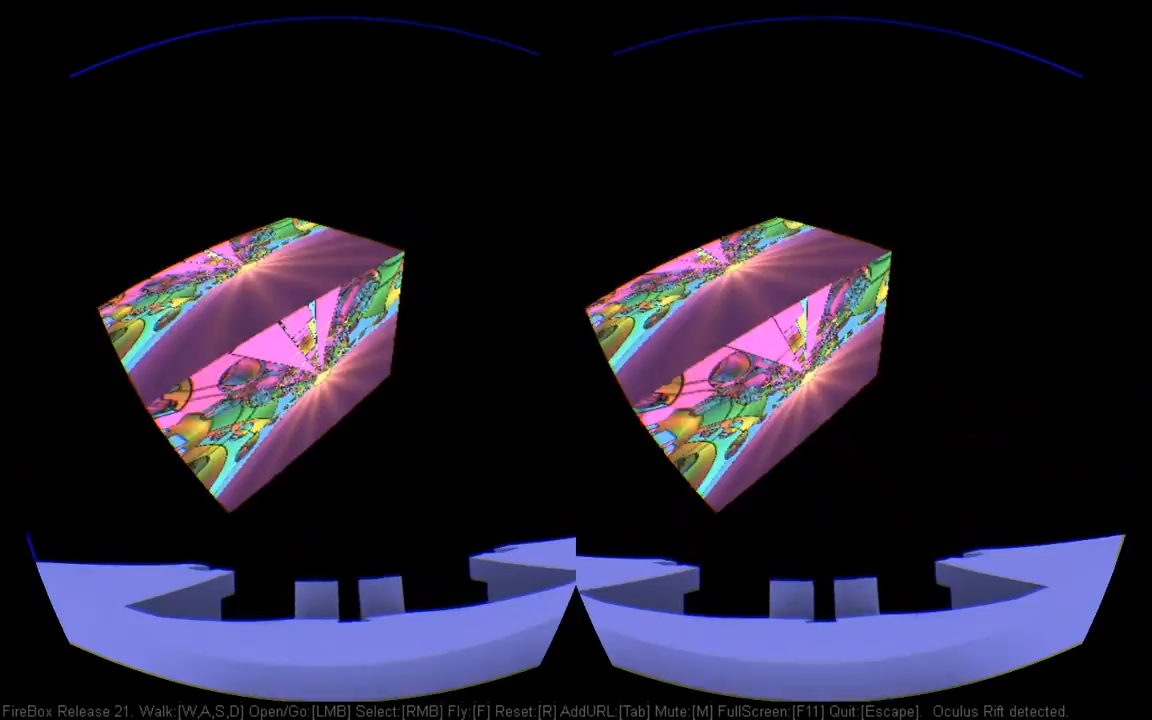 FireBox Release 21. Walk:[W,A,S,D] Open/Go:[LMB] Select:[RMB] Fly:[F] Reset:[R] AddURL:[Tab] Mute:[M] FullScreen:[F11] Quit:[Escape].  Oculus Rift detected.